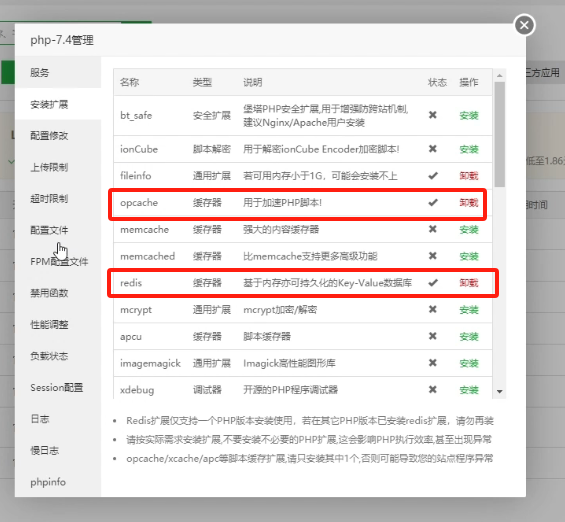 php-7.4管理
服务
安装扩展
配置修改
上传限制
超时限制
配置文件
FPM配置文件
禁用函数
性能调整
负载状态
Session配置
日志
慢日志
phpinfo
名称 类型 说明 状态 操作
bt_safe 安全扩展 堡塔PHP安全扩展,用于增强防跨站机制,
建议Nginx/Apache用户安装 安装
ionCube 脚本解密 用于解密ionCube Encoder加密脚本! 安装
fileinfo 通用扩展 若可用内存小于1G，可能会安装不上 卸载
opcache 缓存器 用于加速PHP脚本! 卸载
memcache 缓存器 强大的内容缓存器 安装
memcached 缓存器 比memcache支持更多高级功能 安装
redis 缓存器 基于内存亦可持久化的Key-Value数据库 卸载
mcrypt 通用扩展 mcrypt加密/解密 安装
apcu 缓存器 脚本缓存器 安装
imagemagick 通用扩展 Imagick高性能图形库 安装
xdebug 调试器 开源的PHP程序调试器 安装
Redis扩展仅支持一个PHP版本安装使用，若在其它PHP版本已安装redis扩展，请勿再装
请按实际需求安装扩展,不要安装不必要的PHP扩展,这会影响PHP执行效率,甚至出现异常
opcache/xcache/apc等脚本缓存扩展,请只安装其中1个,否则可能导致您的站点程序异常
三方应用
低至1.86
时间